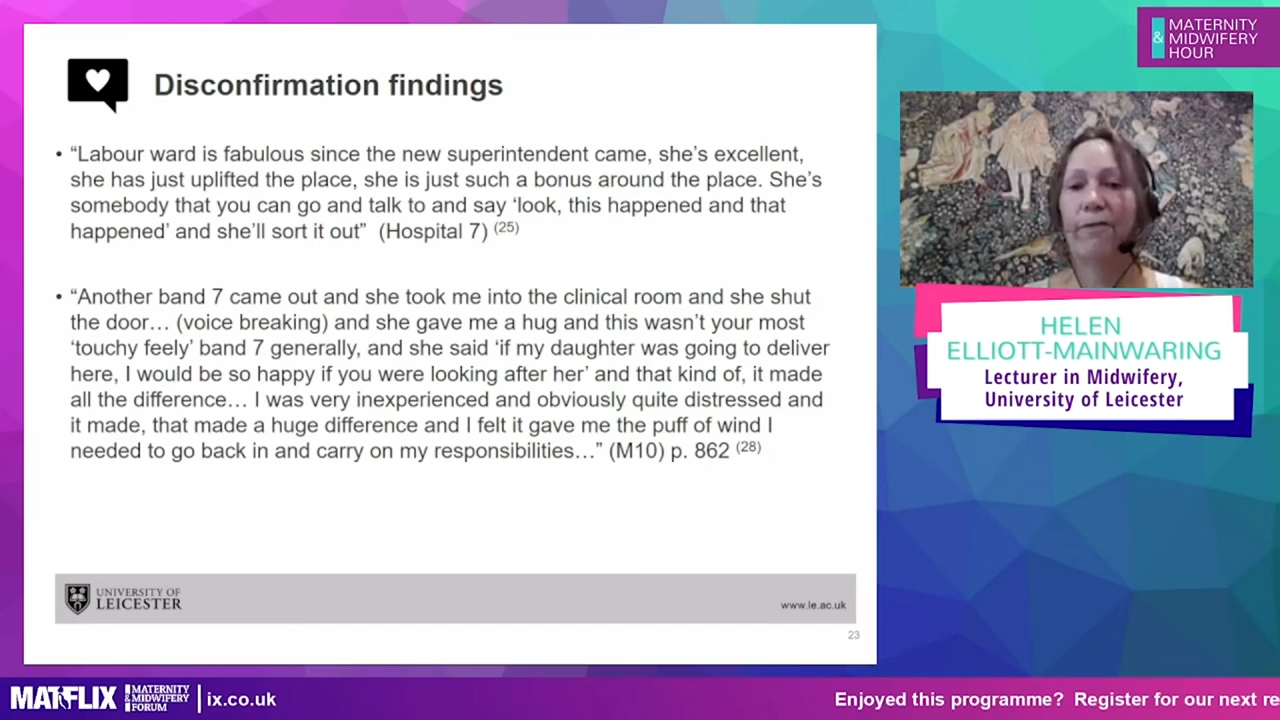 Disconfirmation findings
• “Labour ward is fabulous since the new superintendent came, she’s excellent,
she has just uplifted the place, she is just such a bonus around the place. She’s
somebody that you can go and talk to and say ‘look, this happened and that
happened’ and she’ll sort it out” (Hospital 7) (25)
• “Another band 7 came out and she took me into the clinical room and she shut
the door… (voice breaking) and she gave me a hug and this wasn’t your most
‘touchy feely’ band 7 generally, and she said ‘if my daughter was going to deliver
here, I would be so happy if you were looking after her’ and that kind of, it made
all the difference… I was very inexperienced and obviously quite distressed and
it made, that made a huge difference and I felt it gave me the puff of wind I
needed to go back in and carry on my responsibilities…” (M10) p. 862 (28)
UNIVERSITY OF
LEICESTER
www.le.ac.uk
23
MATERNITY
& MIDWIFERY
HOUR
HELEN
ELLIOTT-MAINWARING
Lecturer in Midwifery,
University of Leicester
MATFLIX
MATERNITY
& MIDWIFERY
FORUM
ix.co.uk
Enjoyed this programme? Register for our next re